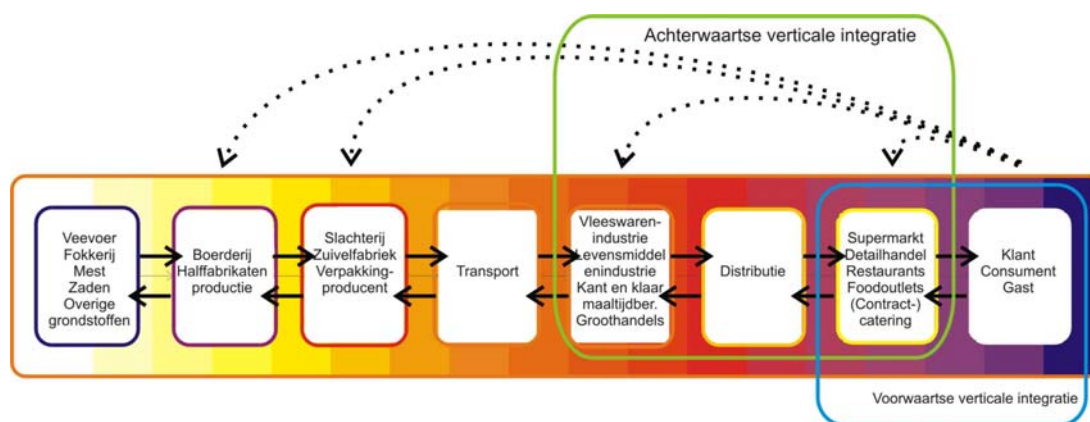 Achterwaartse verticale integratie
Veevoer
Fokkerij
Mest
Zaden
Overige
grondstoffen
Boerderij
Halffabrikaten
productie
Slachterij
Zuivelfabriek
Verpakking-
producent
Transport
Vleeswaren-
industrie
Levensmiddel
enindustrie
Kant en klaar
maaltijdber.
Groothandels
Distributie
Supermarkt
Detailhandel
Restaurants
Foodoutlets
(Contract-)
catering
Klant
Consument
Gast
Voorwaartse verticale integratie